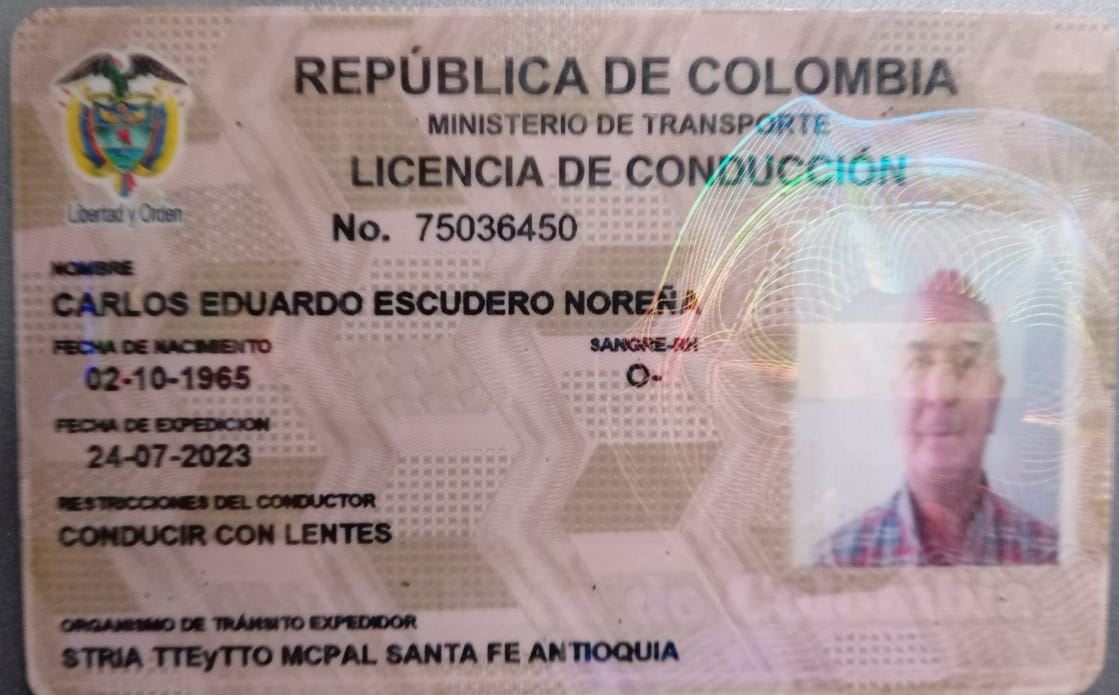 REPÚBLICA DE COLOMBIA
MINISTERIO DE TRANSPORTE
LICENCIA DE CONDUCCIÓN
Libertad y Orden
No. 75036450
NOMBRE
CARLOS EDUARDO ESCUDERO NOREÑA
FECHA DE NACIMIENTO SANGRE-RH
02-10-1965 O-
FECHA DE EXPEDICION
24-07-2023
RESTRICCIONES DEL CONDUCTOR
CONDUCIR CON LENTES
ORGANISMO DE TRÁNSITO EXPEDIDOR
STRIA TTEyTTO MCPAL SANTA FE ANTIOQUIA